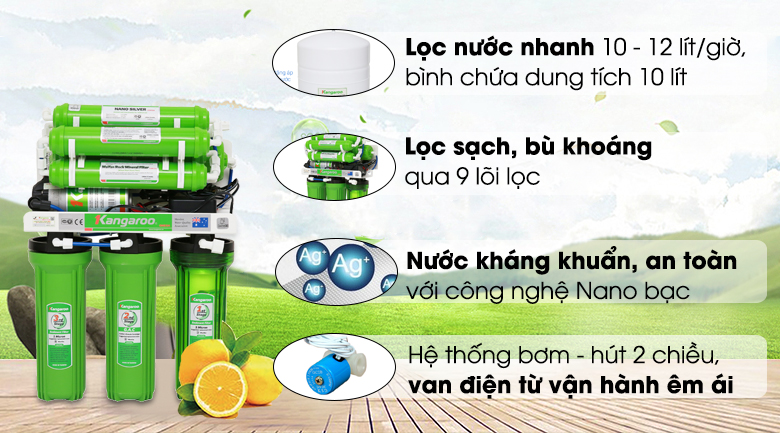 Lọc nước nhanh 10 - 12 lít/giờ,
bình chứa dung tích 10 lít
Kangaroo
Lọc sạch, bù khoáng
qua 9 lõi lọc
Ag+
Ag+
Ag+
Ag+
Nước kháng khuẩn, an toàn
với công nghệ Nano bạc
Hệ thống bơm - hút 2 chiều,
van điện từ vận hành êm ái
NANO SILVER
Kangaroo
Kangaroo
Kangaroo